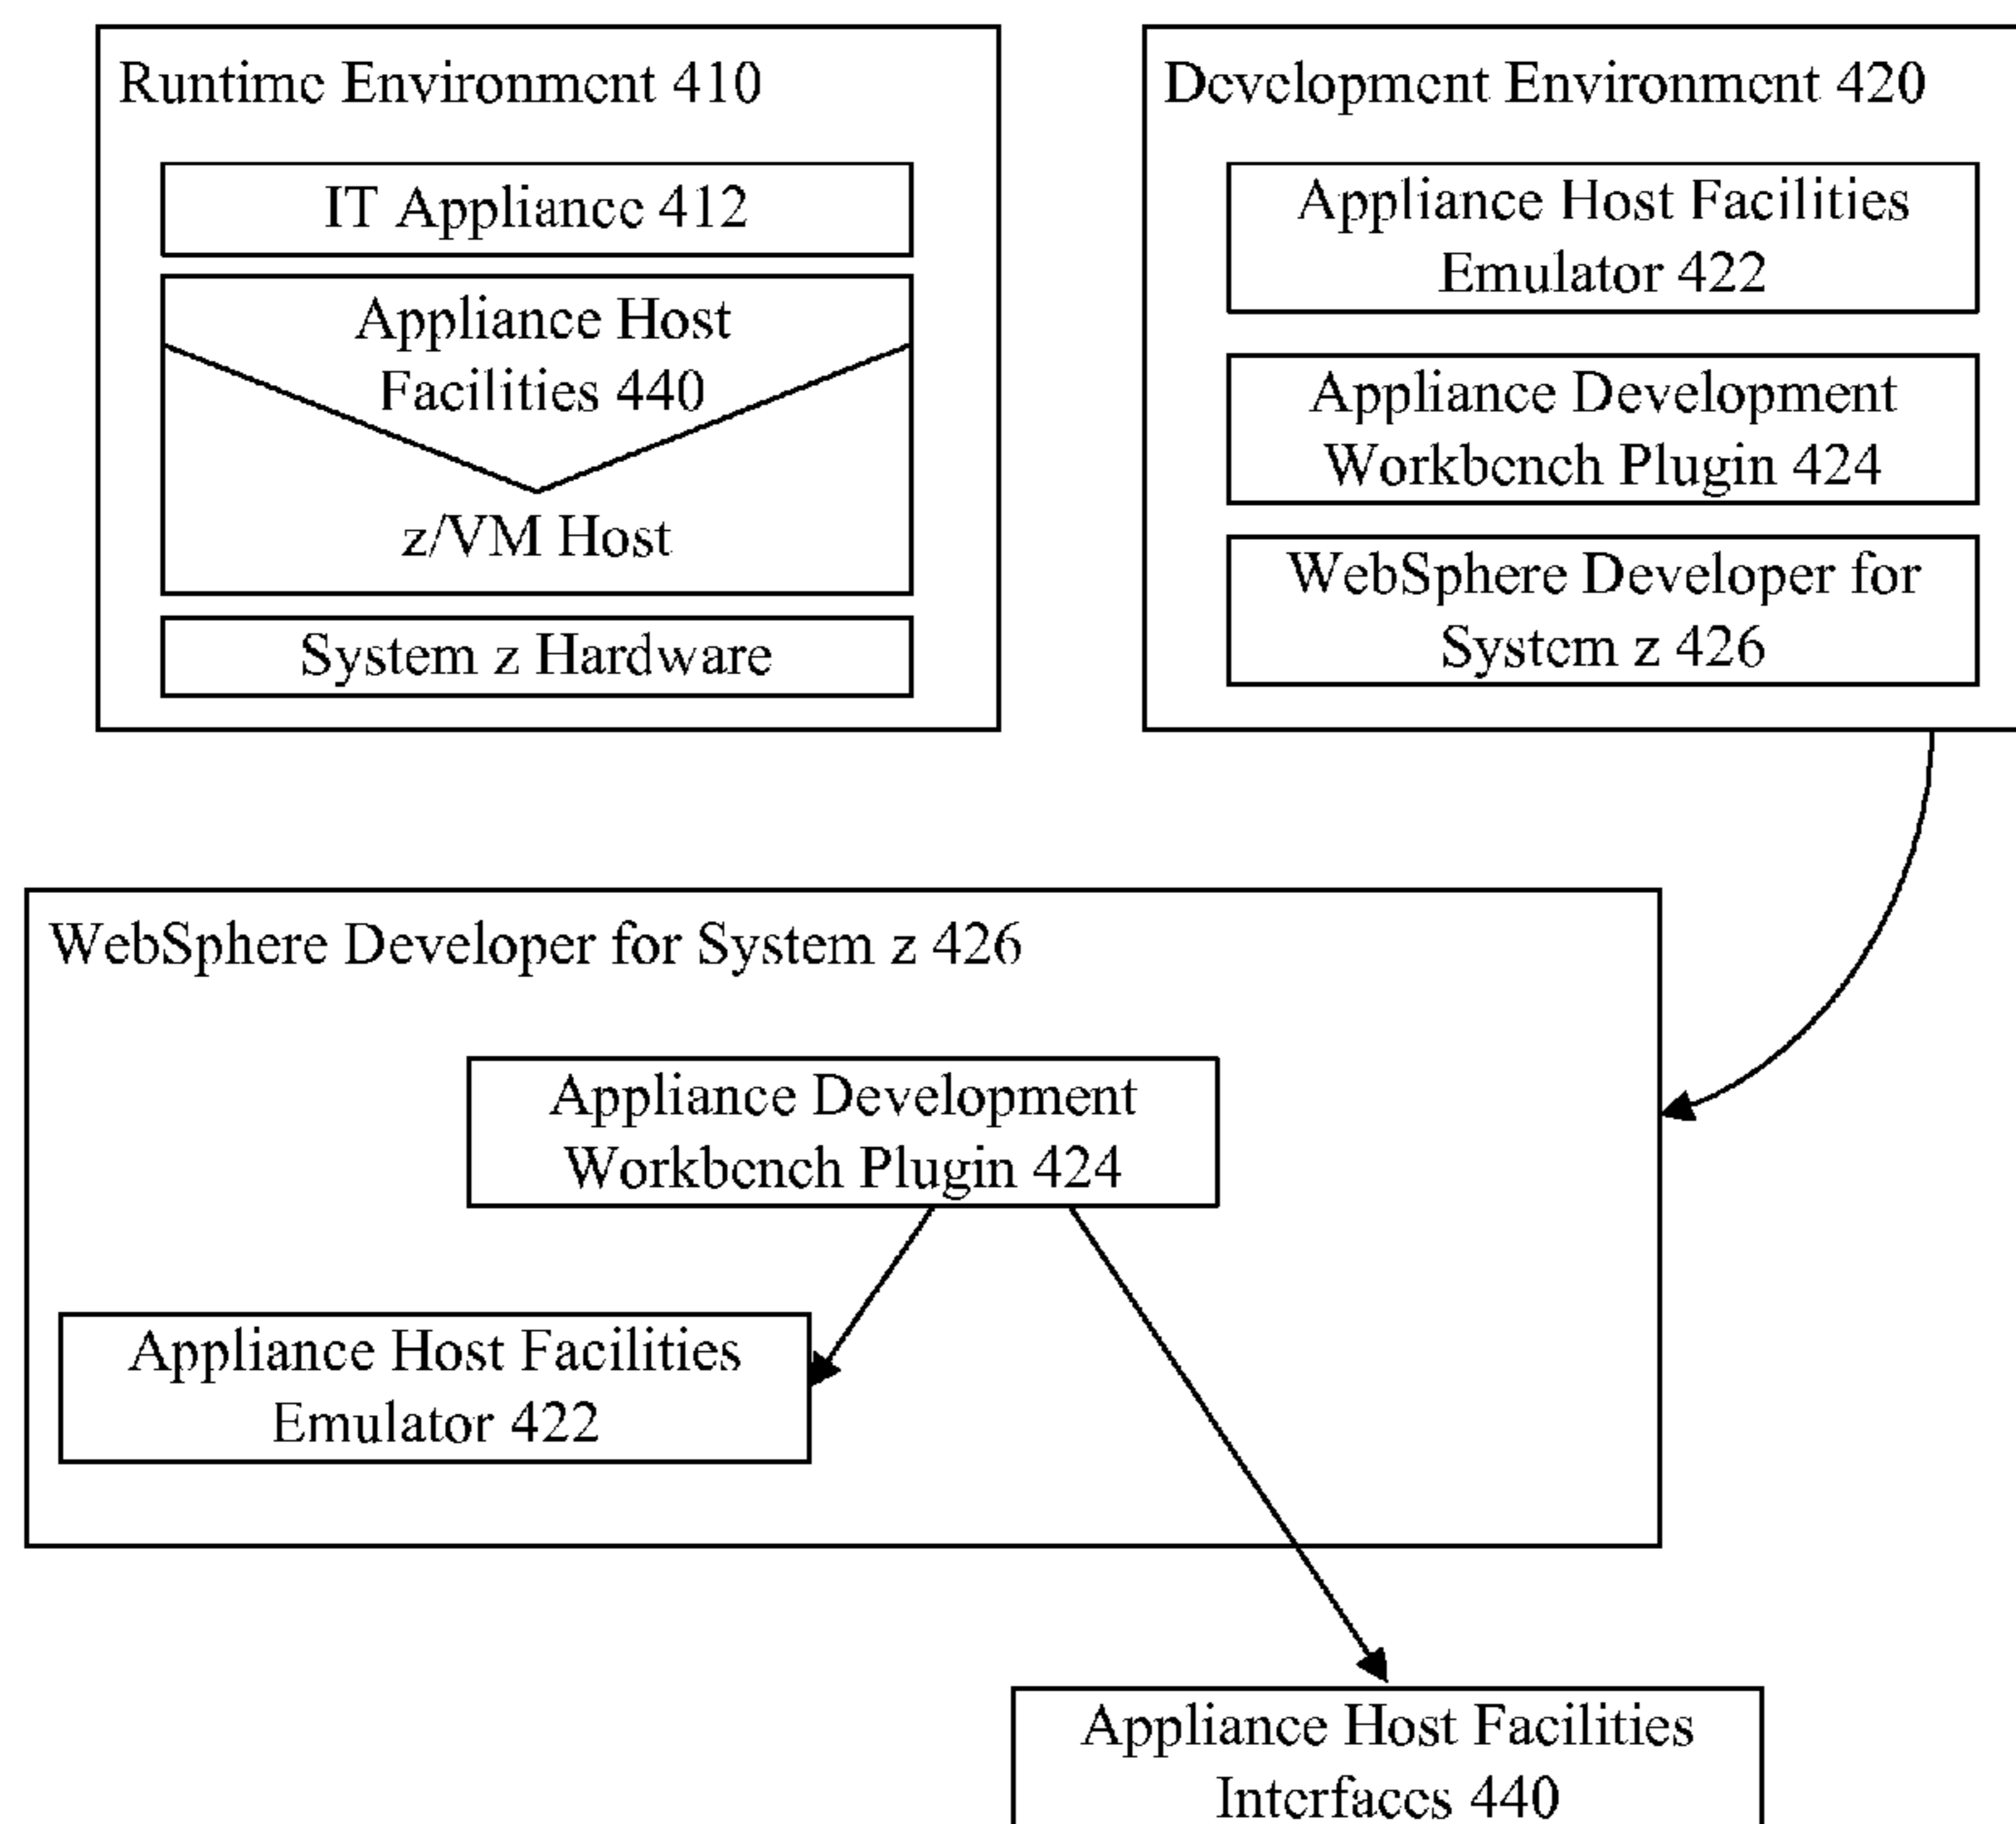 Runtime Environment 410
IT Appliance 412
Appliance Host
Facilities 440
z/VM Host
System z Hardware
Development Environment 420
Appliance Host Facilities
Emulator 422
Appliance Development
Workbench Plugin 424
WebSphere Developer for
System z 426
WebSphere Developer for System z 426
Appliance Development
Workbench Plugin 424
Appliance Host Facilities
Emulator 422
Appliance Host Facilities
Interfaces 440